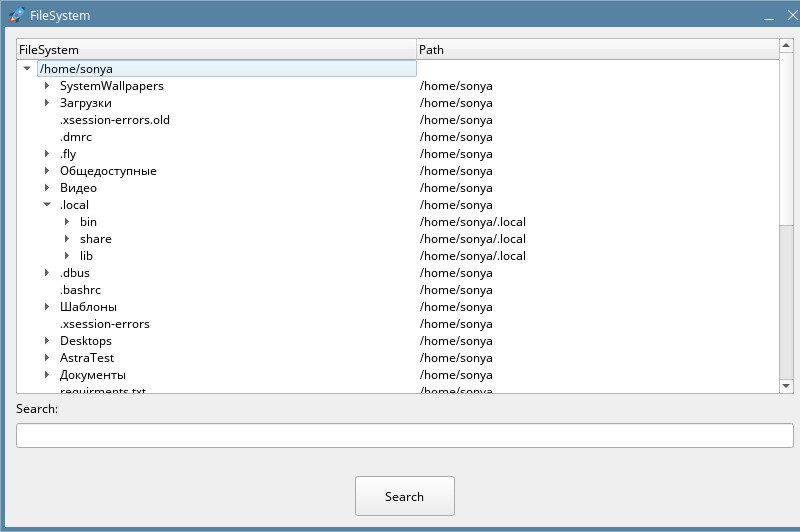 FileSystem
FileSystem Path
/home/sonya
SystemWallpapers /home/sonya
Загрузки /home/sonya
.xsession-errors.old /home/sonya
.dmrc /home/sonya
.fly /home/sonya
Общедоступные /home/sonya
Видео /home/sonya
.local /home/sonya
bin /home/sonya/.local
share /home/sonya/.local
lib /home/sonya/.local
.dbus /home/sonya
.bashrc /home/sonya
Шаблоны /home/sonya
.xsession-errors /home/sonya
Desktops /home/sonya
AstraTest /home/sonya
Документы /home/sonya
requirments.txt /home/sonya
Search:
Search